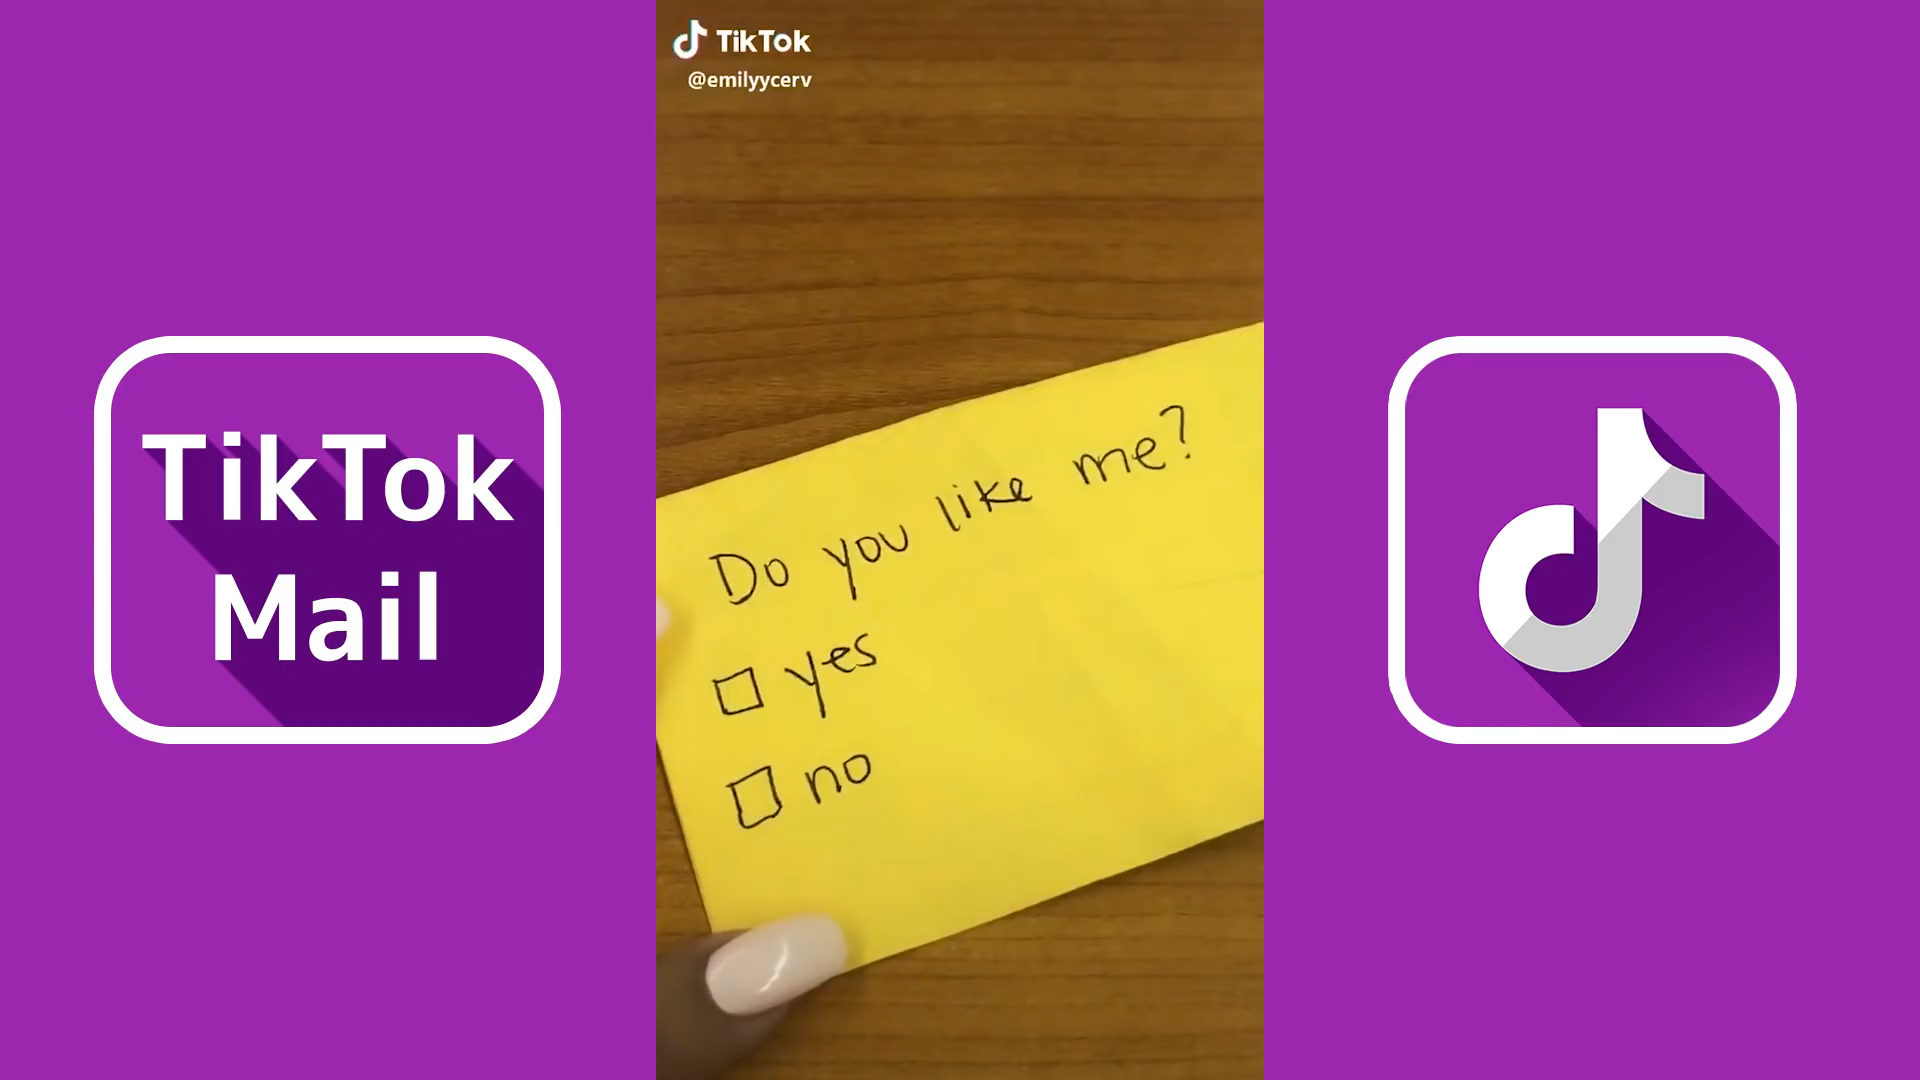 TikTok
@emilyycerv
TikTok
Mail
Do you like me?
yes
no